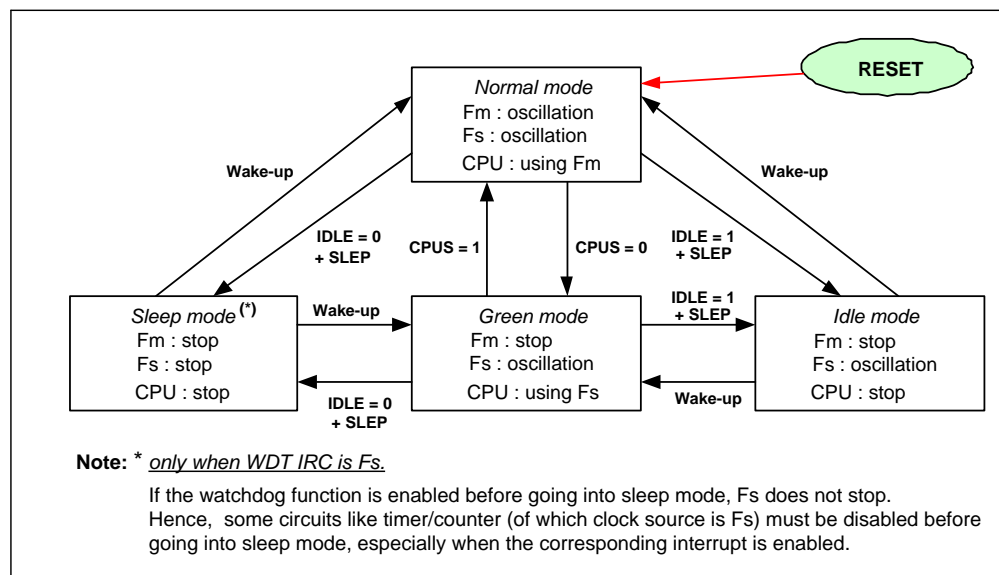 RESET
Normal mode
Fm : oscillation
Fs : oscillation
CPU : using Fm
Wake-up
Wake-up
IDLE = 0
+ SLEP
CPUS = 1
CPUS = 0
IDLE = 1
+ SLEP
Sleep mode(*)
Fm : stop
Fs : stop
CPU : stop
Wake-up
IDLE = 0
+ SLEP
Green mode
Fm : stop
Fs : oscillation
CPU : using Fs
IDLE = 1
+ SLEP
Wake-up
Idle mode
Fm : stop
Fs : oscillation
CPU : stop
Note: * only when WDT IRC is Fs.
If the watchdog function is enabled before going into sleep mode, Fs does not stop.
Hence, some circuits like timer/counter (of which clock source is Fs) must be disabled before
going into sleep mode, especially when the corresponding interrupt is enabled.